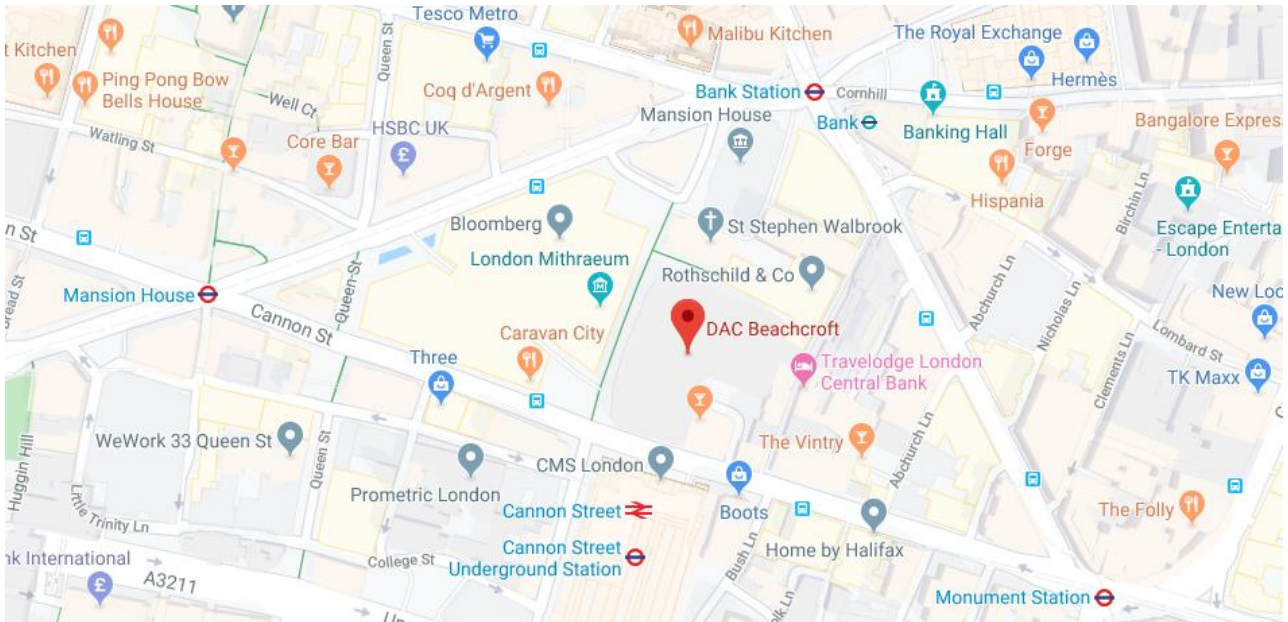 Tesco Metro
Queen St
Malibu Kitchen
The Royal Exchange
Hermès
t Kitchen
Ping Pong Bow
Bells House
Well Ct
Coq d'Argent
Bank Station
Cornhill
Mansion House
Bank
Banking Hall
Bangalore Expres
Watling St
Core Bar
HSBC UK
Forge
Hispania
Birchin Ln
Bloomberg
St Stephen Walbrook
Escape Enterta
- London
n St
London Mithraeum
Rothschild & Co
Abchurch Ln
Nicholas Ln
New Loo
Mansion House
Queen St
Cannon St
DAC Beachcroft
Lombard St
Caravan City
Three
Travelodge London
Central Bank
Clements Ln
TK Maxx
WeWork 33 Queen St
Queen St
The Vintry
Abchurch Ln
Huggin Hill
Little Trinity Ln
Prometric London
CMS London
Cannon Street
Boots
The Folly
Cannon Street
Underground Station
Bush Ln
Home by Halifax
nk International
A3211
College St
Monument Station